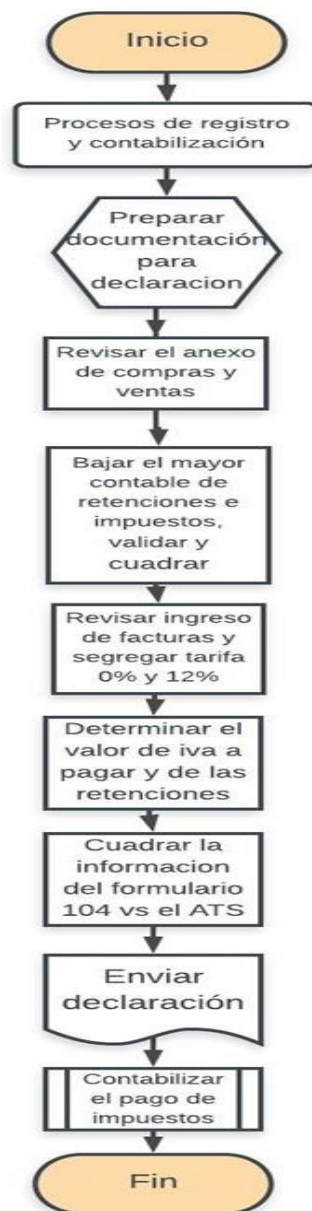 Inicio
Procesos de registro
y contabilización
Preparar
documentación
para
declaracion
Revisar el anexo
de compras y
ventas
Bajar el mayor
contable de
retenciones e
impuestos,
validar y
cuadrar
Revisar ingreso
de facturas y
segregar tarifa
0% y 12%
Determinar el
valor de iva a
pagar y de las
retenciones
Cuadrar la
informacion
del formulario
104 vs el ATS
Enviar
declaración
Contabilizar
el pago de
impuestos
Fin